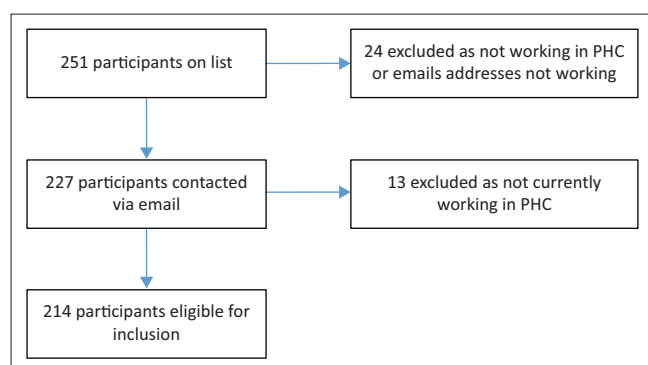 251 participants on list
24 excluded as not working in PHC
or emails addresses not working
227 participants contacted
via email
13 excluded as not currently
working in PHC
214 participants eligible for
inclusion